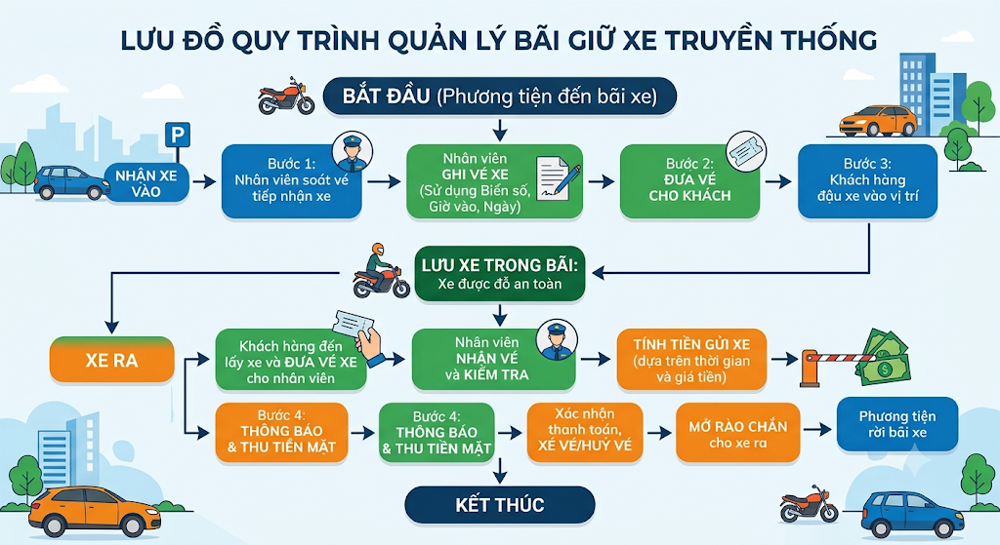 LƯU ĐỒ QUY TRÌNH QUẢN LÝ BÃI GIỮ XE TRUYỀN THỐNG
BẮT ĐẦU (Phương tiện đến bãi xe)
P
NHẬN XE
VÀO
Bước 1:
Nhân viên soát vé
tiếp nhận xe
Nhân viên
GHI VÉ XE
(Sử dụng Biến số,
Giờ vào, Ngày)
Bước 2:
ĐƯA VÉ
CHO KHÁCH
Bước 3:
Khách hàng
đậu xe vào vị trí
LƯU XE TRONG BÃI:
Xe được đỗ an toàn
XE RA
Khách hàng đến
lấy xe và ĐƯA VÉ XE
cho nhân viên
Nhân viên
NHẬN VÉ
và KIỂM TRA
TÍNH TIỀN GỬI XE
(dựa trên thời gian
và giá tiền)
$
Bước 4:
THÔNG BÁO
& THU TIỀN MẶT
Bước 4:
THÔNG BÁO
& THU TIỀN MẶT
Xác nhân
thanh toán,
XÉ VÉ/HUỶ VÉ
MỞ RÀO CHẮN
cho xe ra
Phương tiện
rời bãi xe
KẾT THÚC